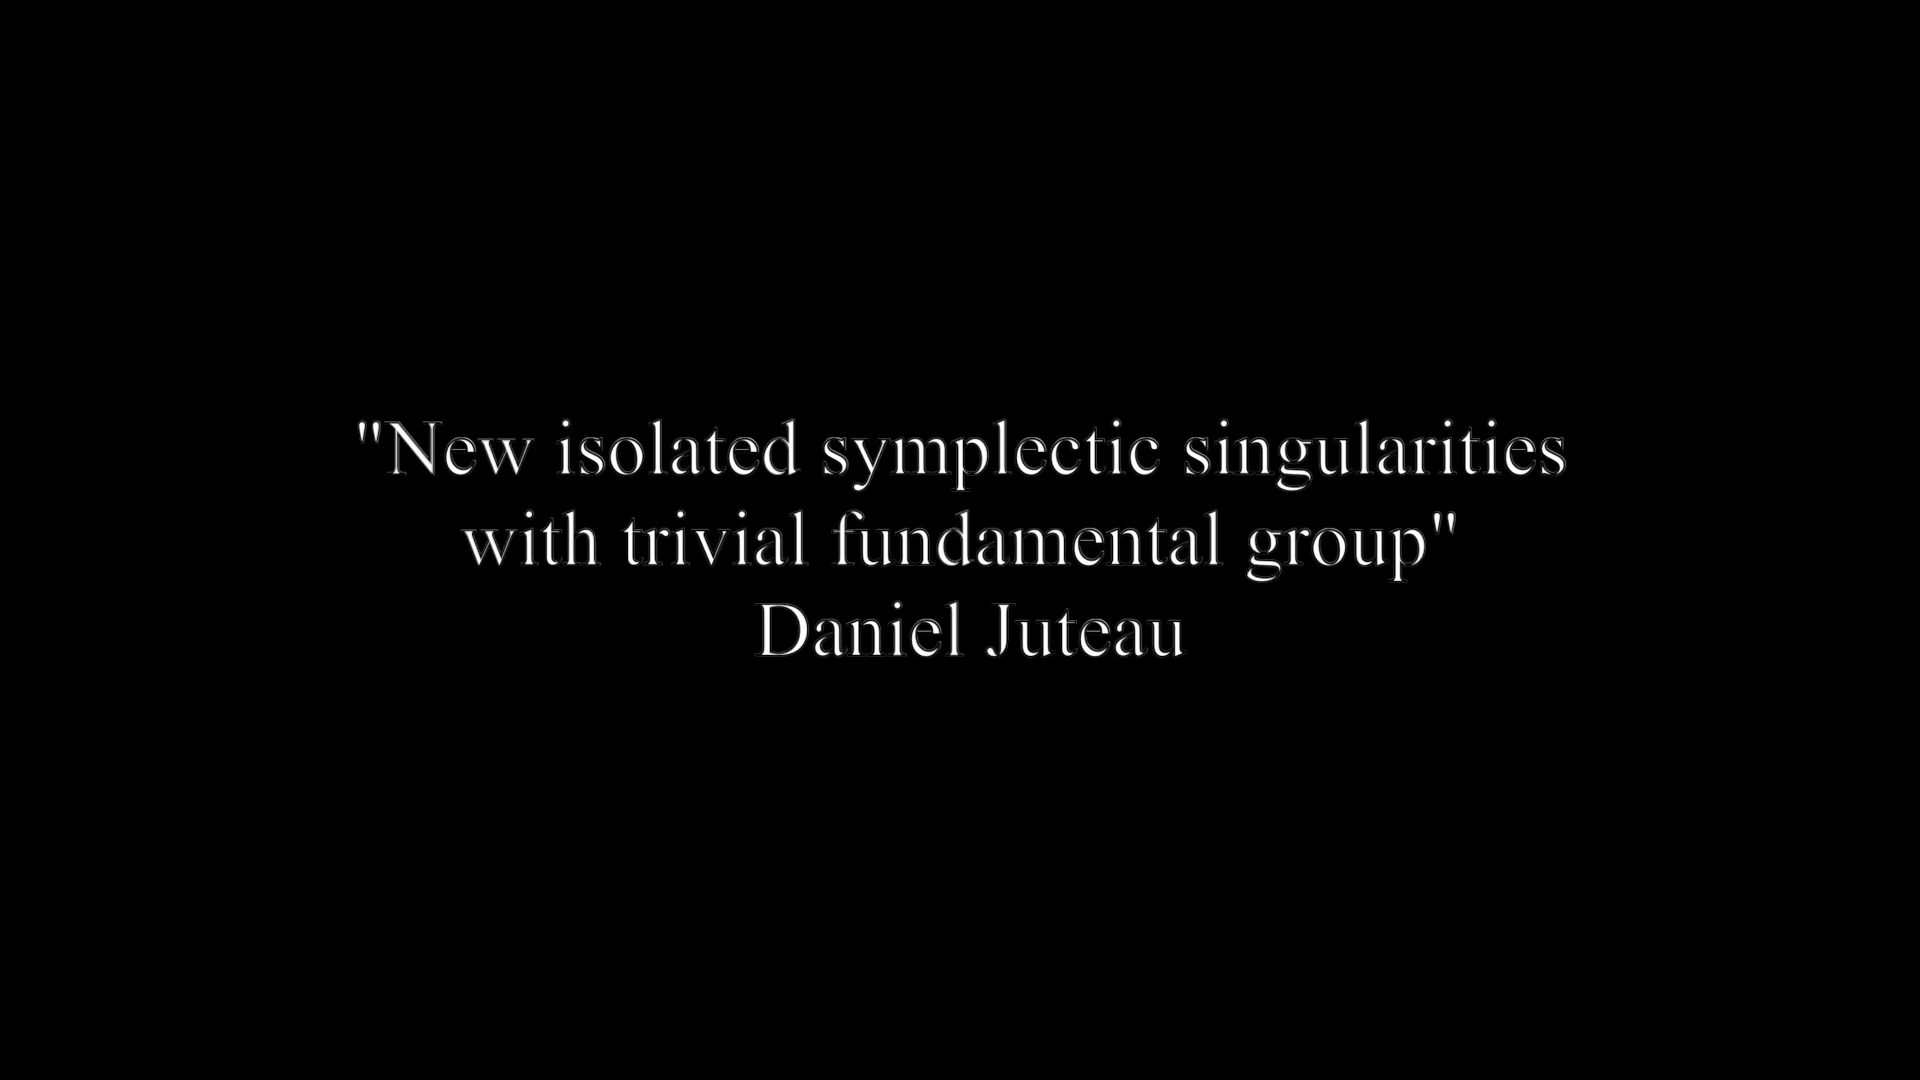 "New isolated symplectic singularities
with trivial fundamental group"
Daniel Juteau